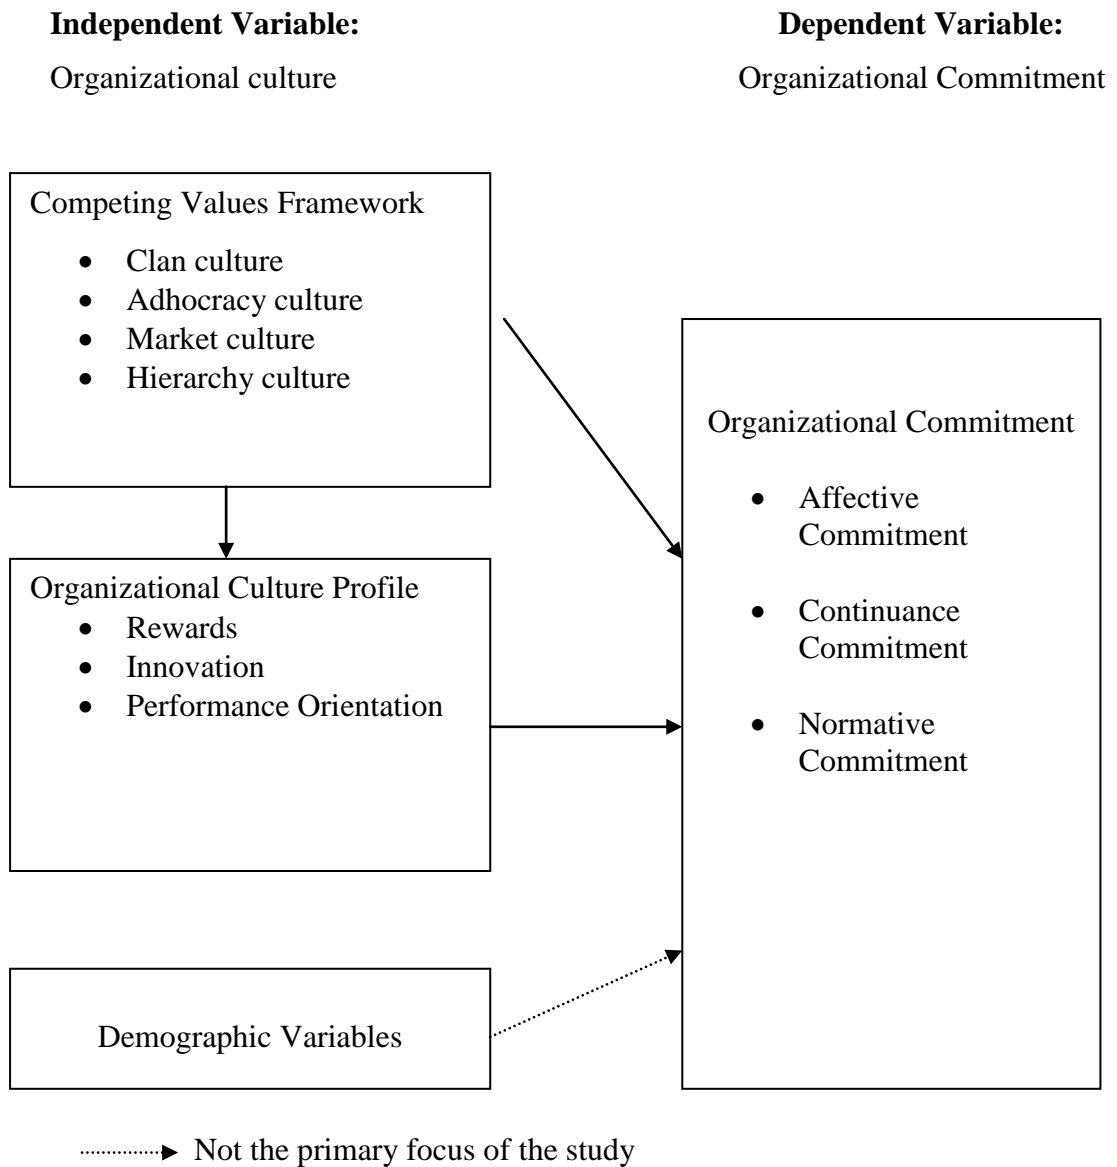 Independent Variable:
Dependent Variable:
Organizational culture
Organizational Commitment
Competing Values Framework
• Clan culture
• Adhocracy culture
• Market culture
• Hierarchy culture
Organizational Culture Profile
• Rewards
• Innovation
• Performance Orientation
Demographic Variables
Organizational Commitment
• Affective
Commitment
• Continuance
Commitment
• Normative
Commitment
Not the primary focus of the study